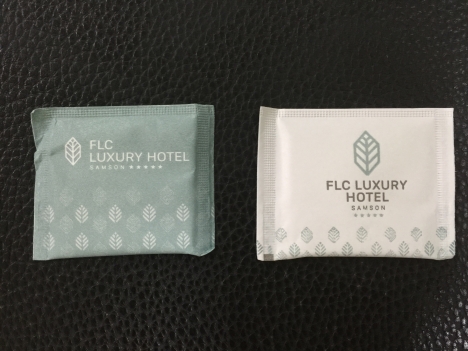 FLC
LUXURY HOTEL
SAMSON ★★★★★
FLC LUXURY
HOTEL
SAMSON
★★★★★